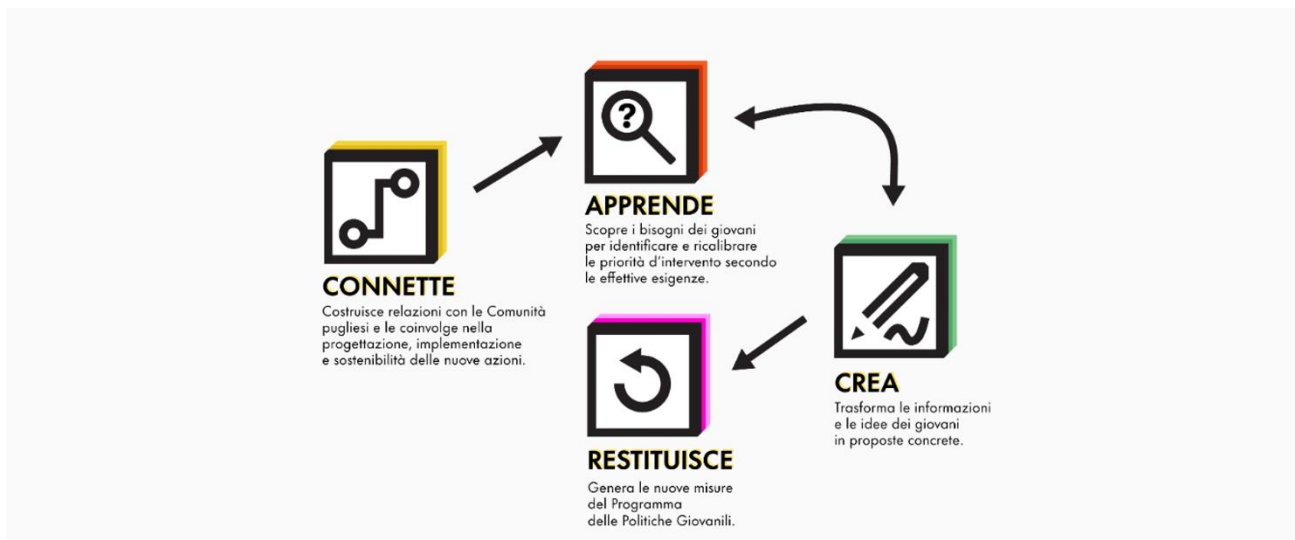 CONNETTE
Costruisce relazioni con le Comunità
pugliesi e le coinvolge nella
progettazione, implementazione
e sostenibilità delle nuove azioni.
?
APPRENDE
Scopre i bisogni dei giovani
per identificare e ricalibrare
le priorità d'intervento secondo
le effettive esigenze.
CREA
Trasforma le informazioni
e le idee dei giovani
in proposte concrete.
RESTITUISCE
Genera le nuove misure
del Programma
delle Politiche Giovanili.